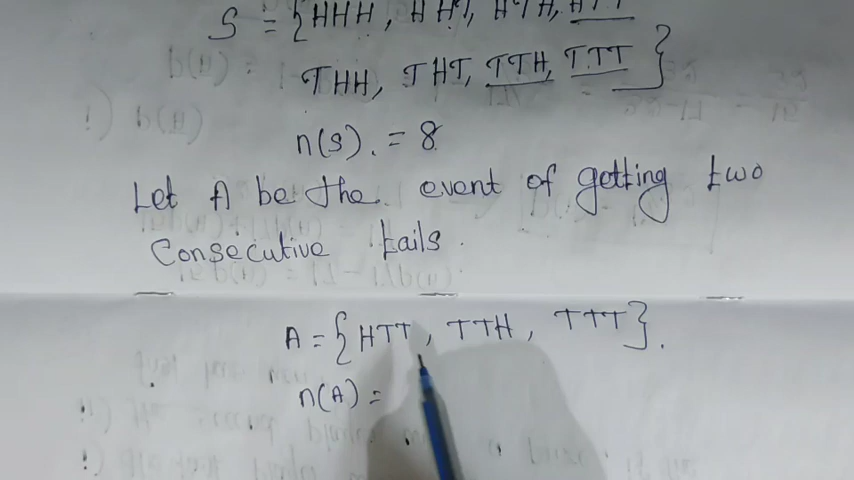 S = {HHH, HHT, HTH, HTT
THH, THT, TTH, TTT }
n(S) = 8
Let A be the event of getting two
Consecutive tails.
A = {HTT, TTH, TTT}.
n(A) =